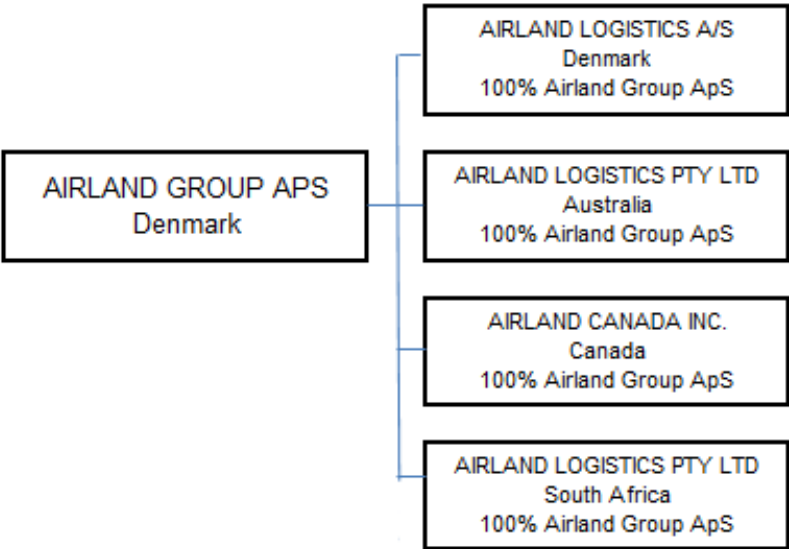 AIRLAND GROUP APS
Denmark
AIRLAND LOGISTICS A/S
Denmark
100% Airland Group ApS
AIRLAND LOGISTICS PTY LTD
Australia
100% Airland Group ApS
AIRLAND CANADA INC.
Canada
100% Airland Group ApS
AIRLAND LOGISTICS PTY LTD
South Africa
100% Airland Group ApS